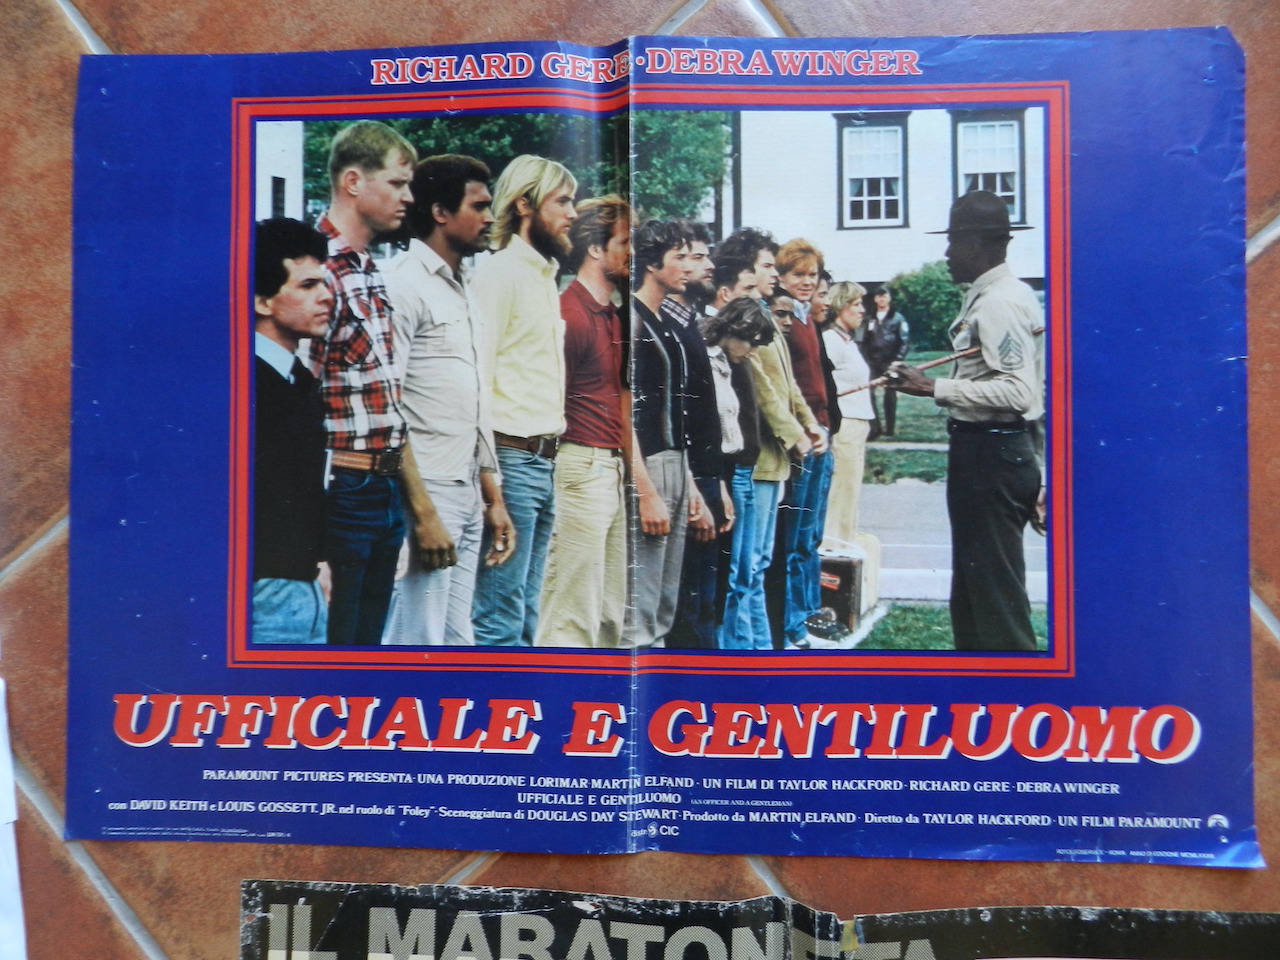 RICHARD GERE·DEBRA WINGER
UFFICIALE E GENTILUOMO
PARAMOUNT PICTURES PRESENTA·UNA PRODUZIONE LORIMAR·MARTIN ELFAND·UN FILM DI TAYLOR HACKFORD·RICHARD GERE·DEBRA WINGER
UFFICIALE E GENTILUOMO (AN OFFICER AND A GENTLEMAN)
con DAVID KEITH e LOUIS GOSSETT, JR. nel ruolo di "Foley"·Sceneggiatura di DOUGLAS DAY STEWART·Prodotto da MARTIN ELFAND·Diretto da TAYLOR HACKFORD·UN FILM PARAMOUNT
CIC
IL MARATONETA